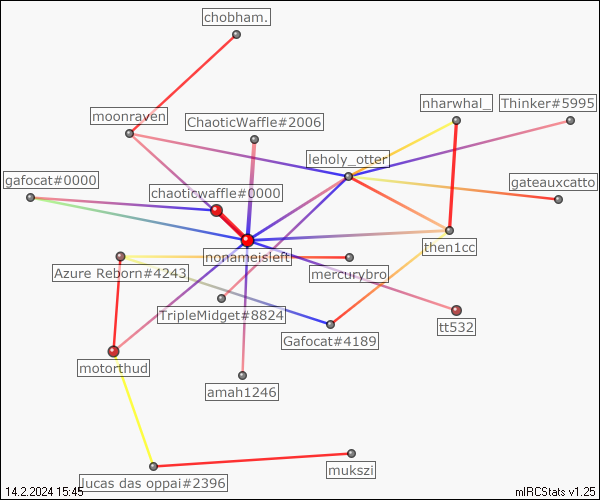 chobham.
moonraven
ChaoticWaffle#2006
nharwhal_
Thinker#5995
leholy_otter
gafocat#0000
chaoticwaffle#0000
gateauxcatto
then1cc
nonameisleft
Azure Reborn#4243
mercurybro
TripleMidget#8824
tt532
Gafocat#4189
motorthud
amah1246
mukszi
lucas das oppai#2396
14.2.2024 15:45
mIRCStats v1.25